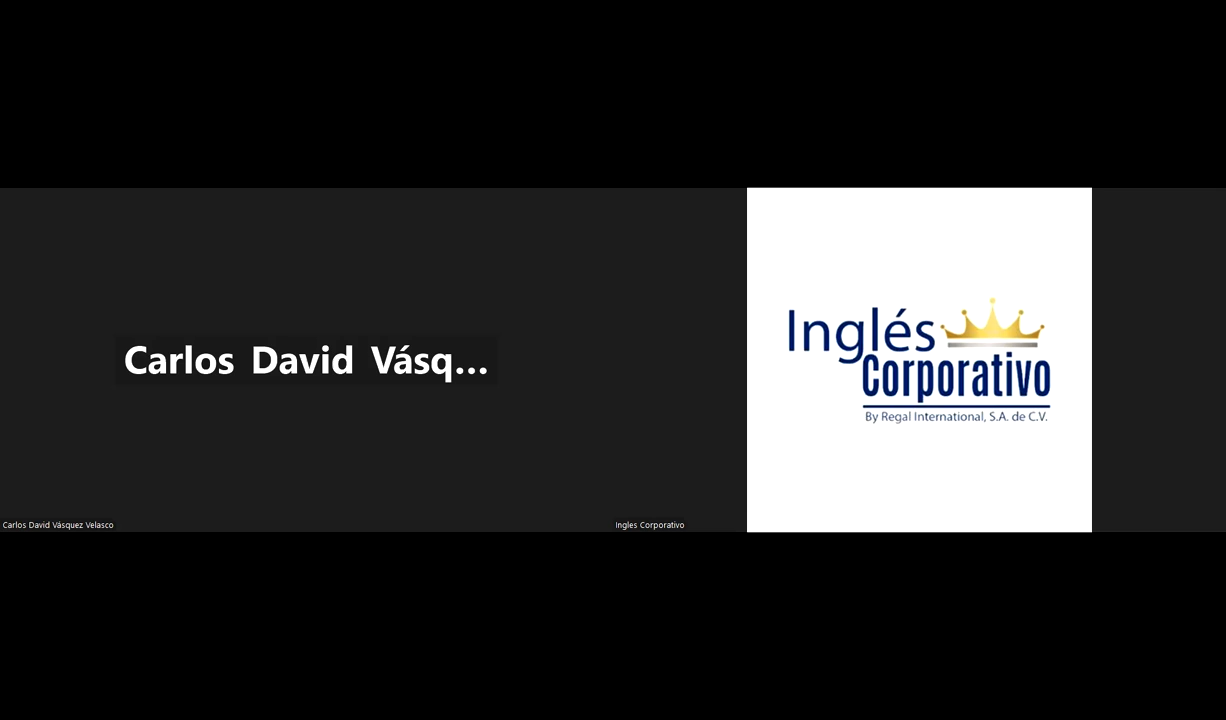 Carlos David Vásq...
Inglés
Corporativo
By Regal International, S.A. de C.V.
Carlos David Vásquez Velasco
Ingles Corporativo